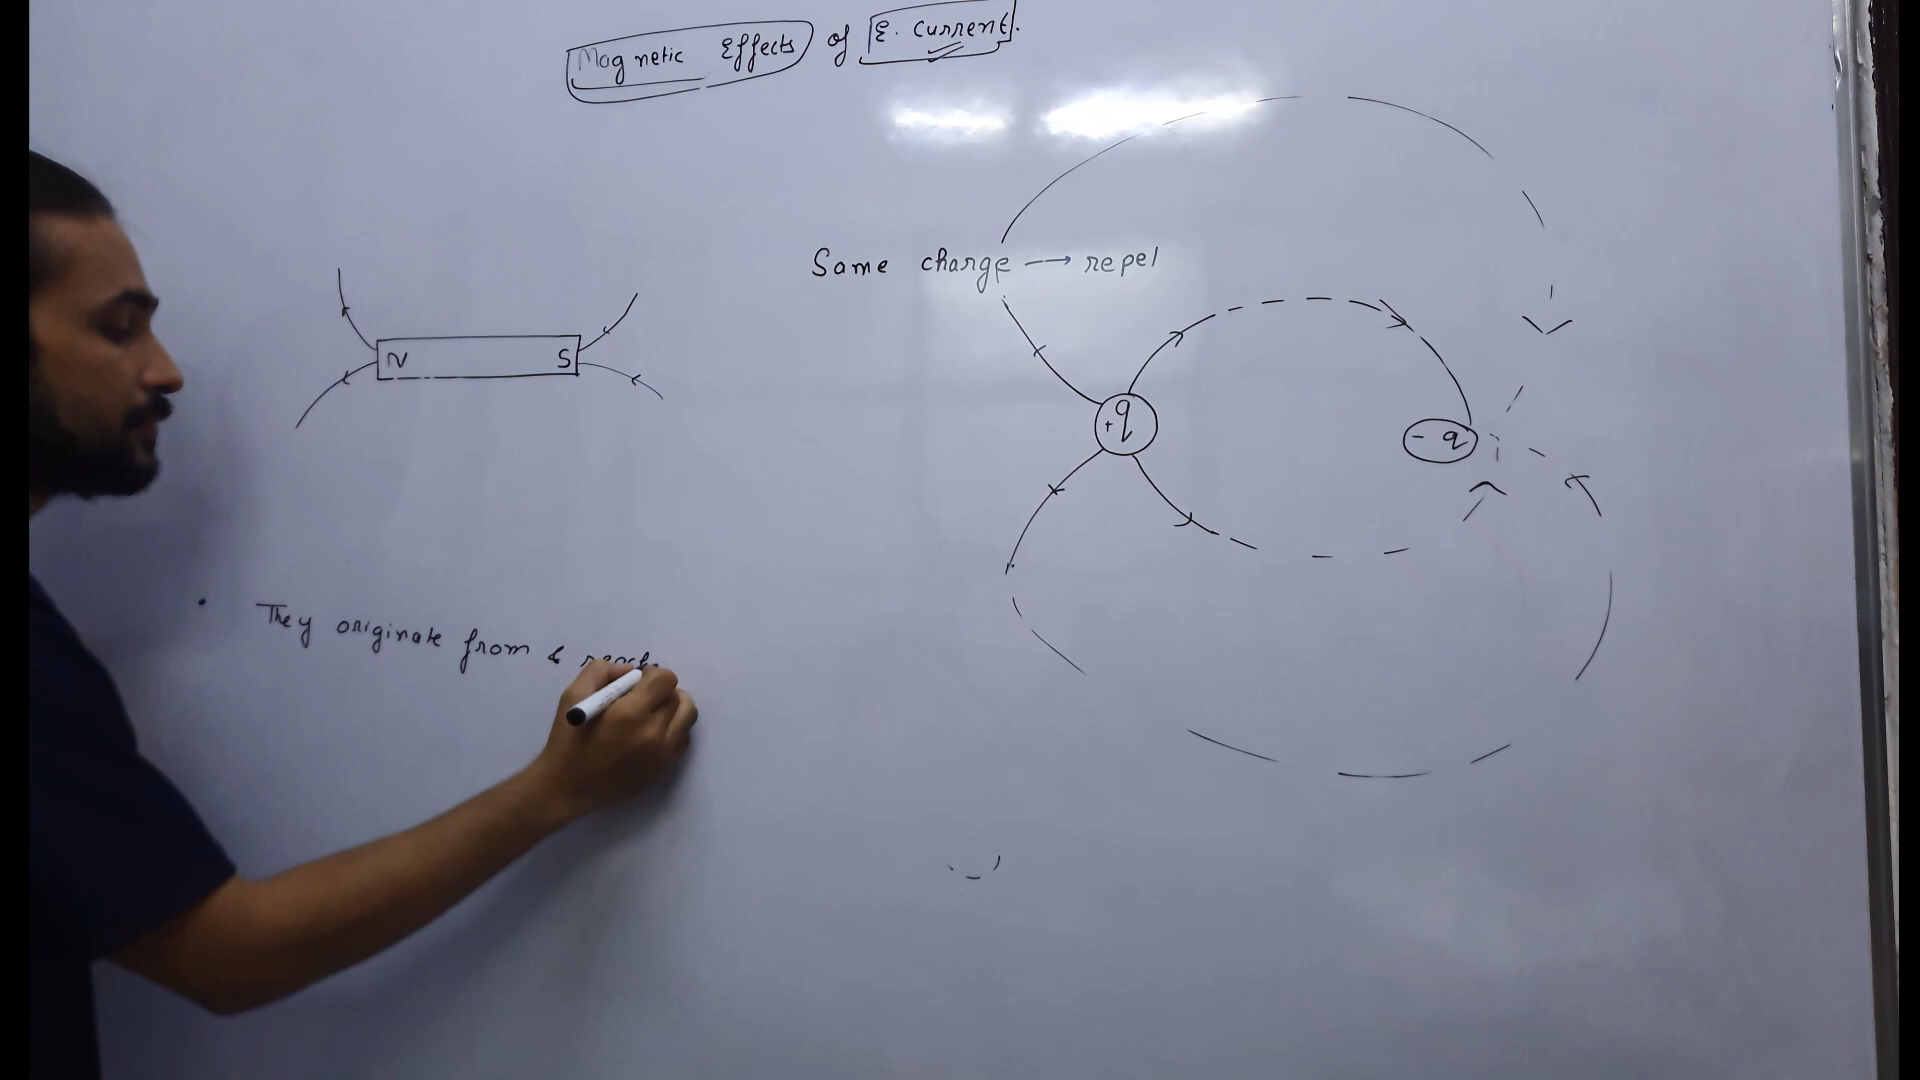 Magnetic Effects of E. Current.
Same charge → repel
N S
+q
- q
• They originate from &